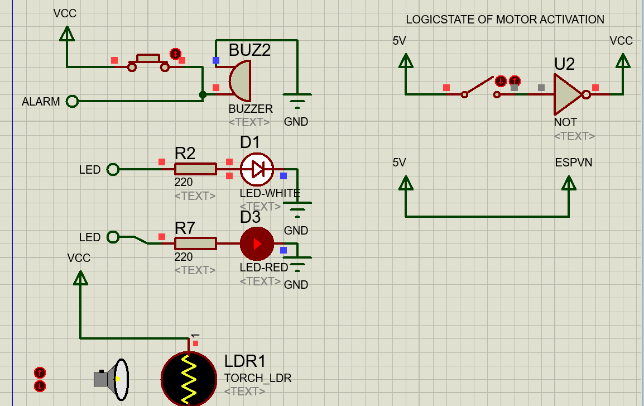 LOGICSTATE OF MOTOR ACTIVATION
VCC
BUZ2
ALARM
BUZZER
<TEXT>
GND
5V
VCC
U2
NOT
<TEXT>
D1
LED
R2
220
<TEXT>
LED-WHITE
<TEXT>
GND
5V
ESPVN
D3
LED
R7
220
<TEXT>
LED-RED
<TEXT>
GND
VCC
1
LDR1
TORCH_LDR
<TEXT>